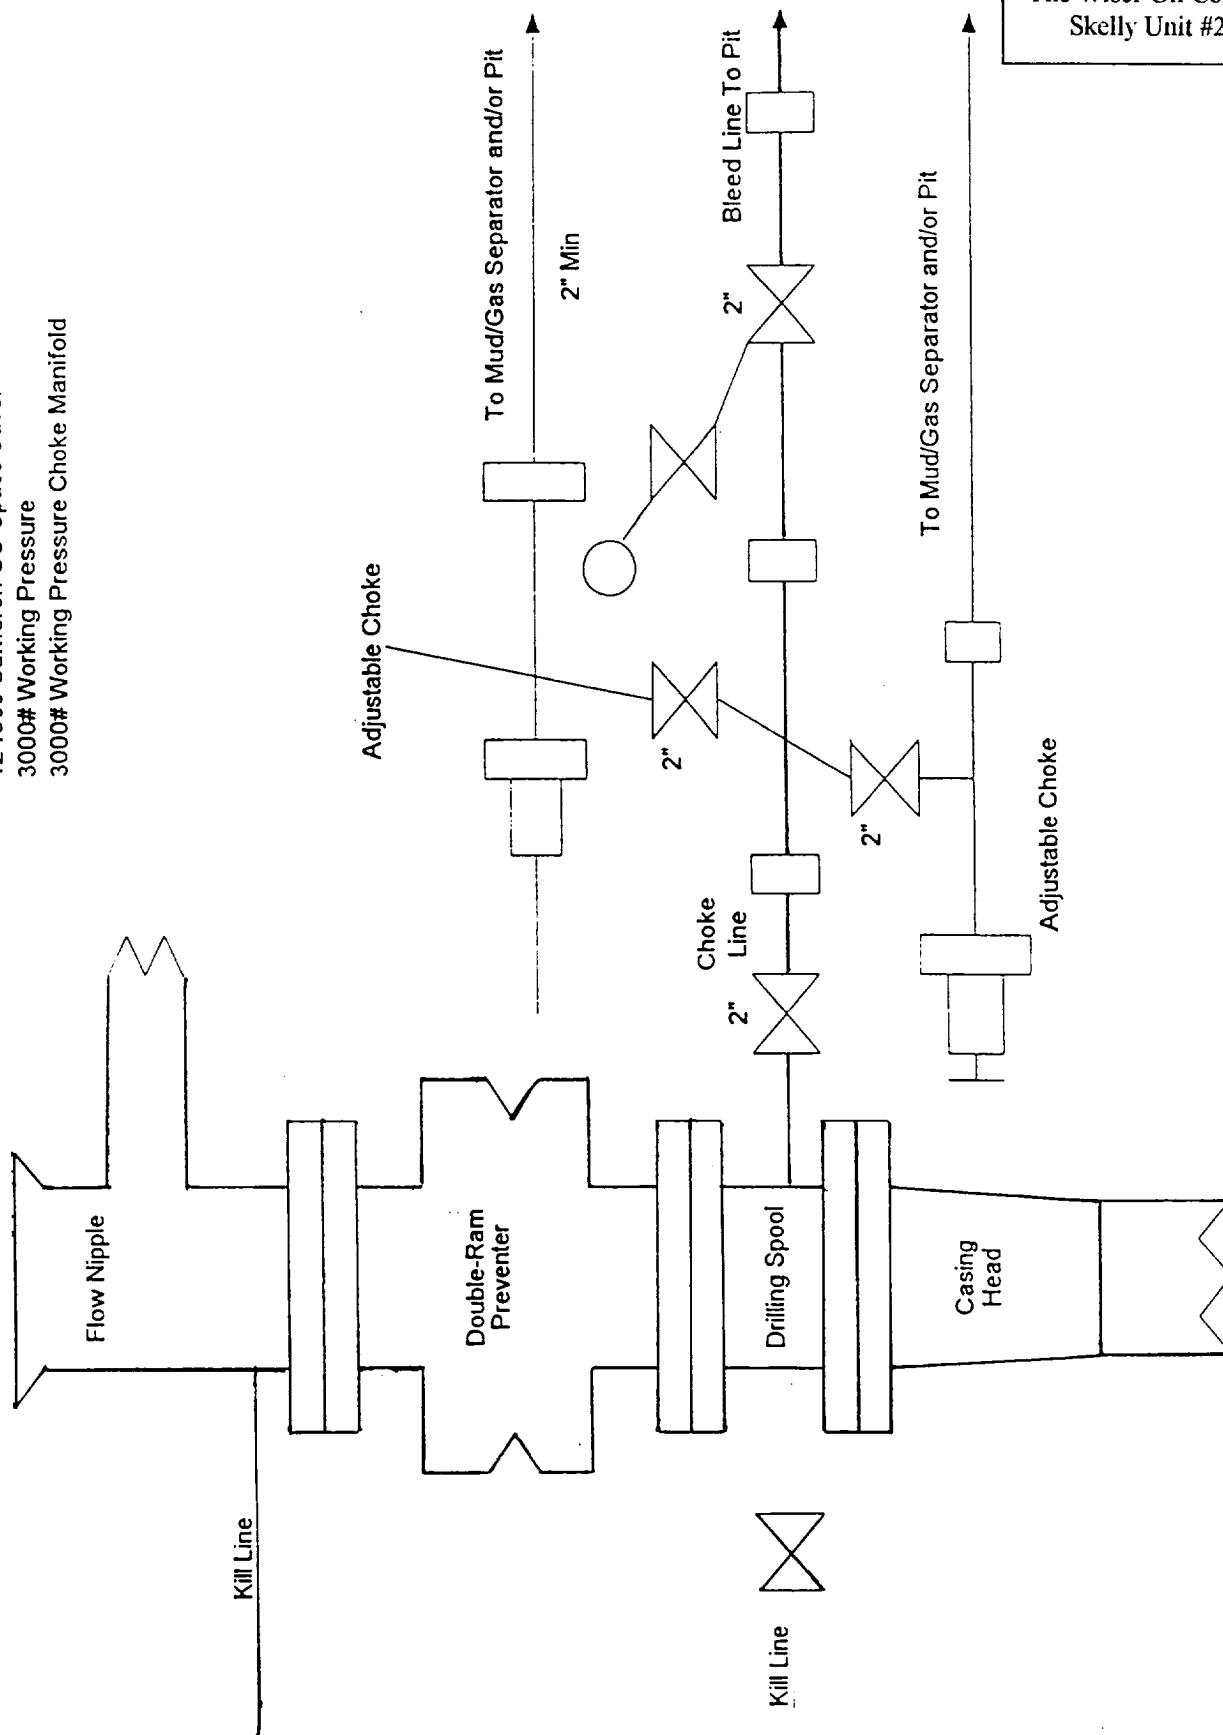 3000# Working Pressure
3000# Working Pressure Choke Manifold
Skelly Unit #2
Adjustable Choke
To Mud/Gas Separator and/or Pit
2" Min
Bleed Line To Pit
2"
2"
2"
Choke
Line
2"
To Mud/Gas Separator and/or Pit
Adjustable Choke
Flow Nipple
Kill Line
Double-Ram
Preventer
Drilling Spool
Casing
Head
Kill Line